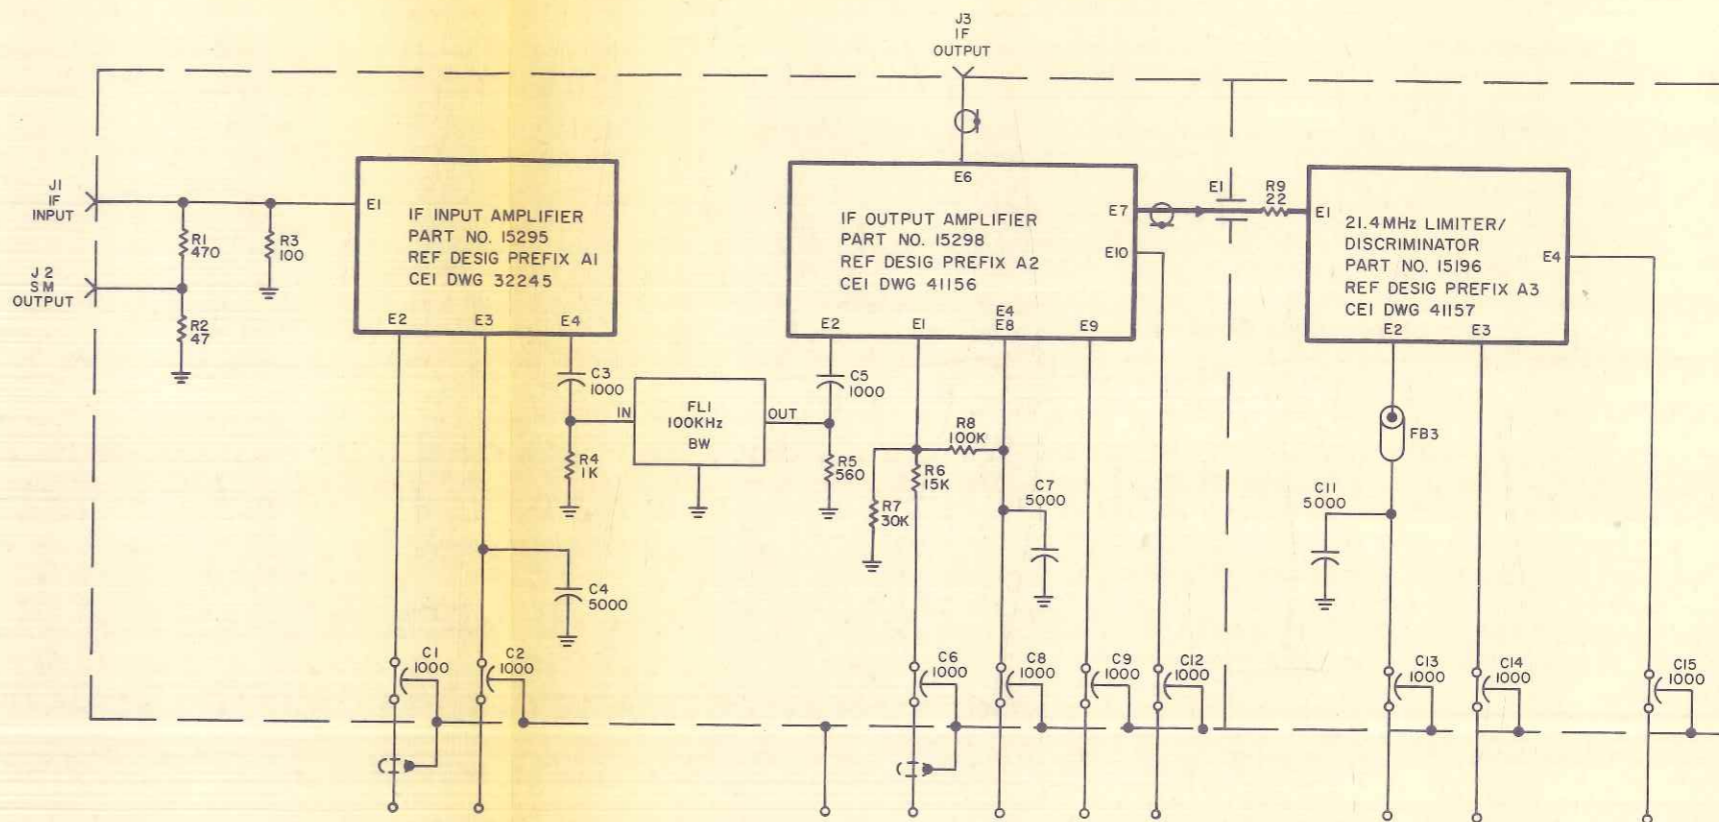 J3
IF
OUTPUT
J1
IF
INPUT
J2
SM
OUTPUT
R1
470
R2
47
R3
100
E1
IF INPUT AMPLIFIER
PART NO. 15295
REF DESIG PREFIX A1
CEI DWG 32245
E2
E3
E4
C3
1000
R4
1K
IN
FL1
100KHz
BW
OUT
C4
5000
C1
1000
C2
1000
E6
IF OUTPUT AMPLIFIER
PART NO. 15298
REF DESIG PREFIX A2
CEI DWG 41156
E7
E10
E2
E1
E4
E8
E9
C5
1000
R5
560
R8
100K
R6
15K
R7
30K
C7
5000
C6
1000
C8
1000
C9
1000
C12
1000
E1
R9
22
E1
21.4MHz LIMITER/
DISCRIMINATOR
PART NO. 15196
REF DESIG PREFIX A3
CEI DWG 41157
E4
E2
E3
FB3
C11
5000
C13
1000
C14
1000
C15
1000